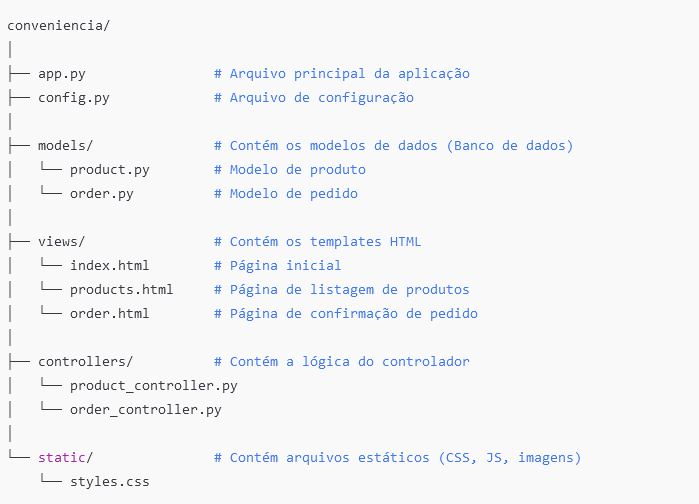 conveniencia/
│
├── app.py                # Arquivo principal da aplicação
├── config.py             # Arquivo de configuração
│
├── models/               # Contém os modelos de dados (Banco de dados)
│   └── product.py        # Modelo de produto
│   └── order.py          # Modelo de pedido
│
├── views/                # Contém os templates HTML
│   └── index.html        # Página inicial
│   └── products.html     # Página de listagem de produtos
│   └── order.html        # Página de confirmação de pedido
│
├── controllers/          # Contém a lógica do controlador
│   └── product_controller.py
│   └── order_controller.py
│
└── static/               # Contém arquivos estáticos (CSS, JS, imagens)
    └── styles.css